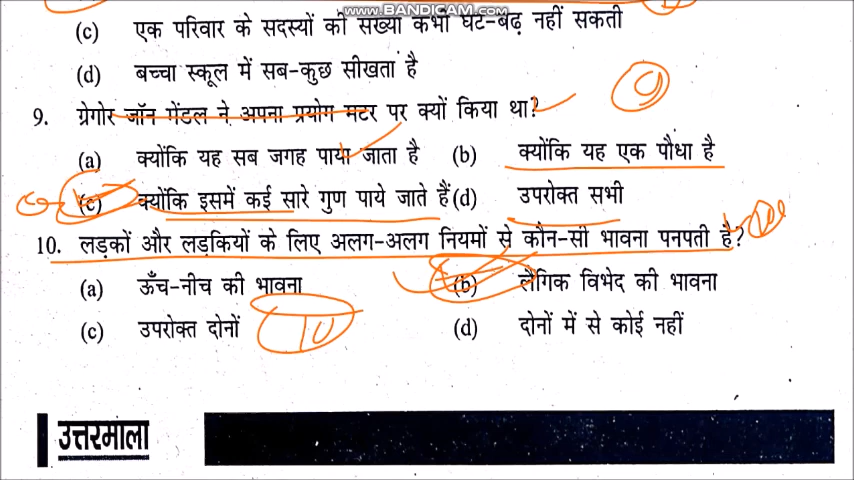 www.BANDICAM.com
(c) एक परिवार के सदस्यों की संख्या कभी घट-बढ़ नहीं सकती
(d) बच्चा स्कूल में सब-कुछ सीखता है
9
9. ग्रेगोर जॉन मेंडल ने अपना प्रयोग मटर पर क्यों किया था?
(a) क्योंकि यह सब जगह पाया जाता है (b) क्योंकि यह एक पौधा है
(c) क्योंकि इसमें कई सारे गुण पाये जाते हैं (d) उपरोक्त सभी
10. लड़कों और लड़कियों के लिए अलग-अलग नियमों से कौन-सी भावना पनपती है?
(a) ऊँच-नीच की भावना (b) लैंगिक विभेद की भावना
(c) उपरोक्त दोनों 10 (d) दोनों में से कोई नहीं
उत्तरमाला